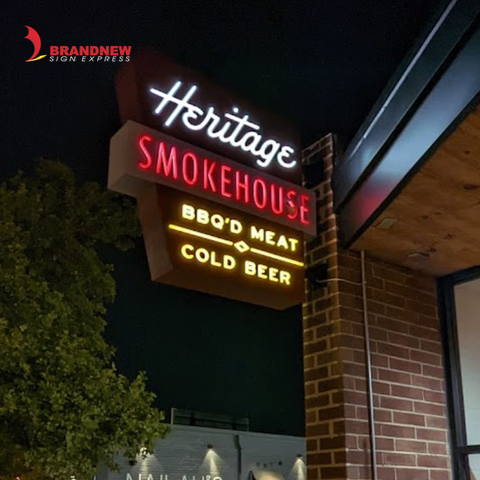 BRANDNEW
SIGN EXPRESS
Heritage
SMOKEHOUSE
BBQ'D MEAT
COLD BEER